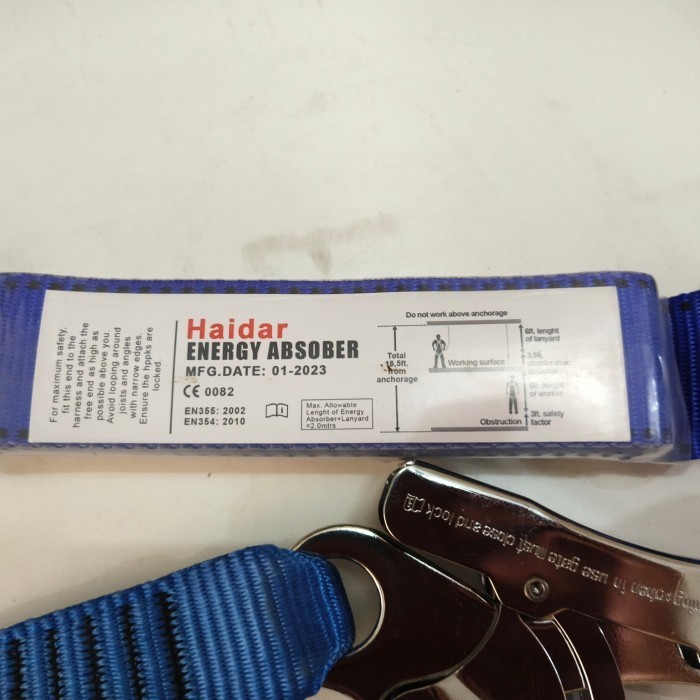 For maximum safety,
fit this end to the
harness and attach the
free end as high as
possible above you.
Avoid looping around
joists and angles
with narrow edges.
Ensure the hppks are
locked.
Haidar
ENERGY ABSOBER
MFG.DATE: 01-2023
CE 0082
EN355: 2002
EN354: 2010
Max. Allowable
Lenght of Energy
Absorber+Lanyard
=2.0mtrs
Do not work above anchorage
Total
18.5ft.
from
anchorage
Working surface
Obstruction
6ft. lenght
of lanyard
3.5ft.
distance
6ft. height
of worker
3ft. safety
factor
when in use gate must close and lock